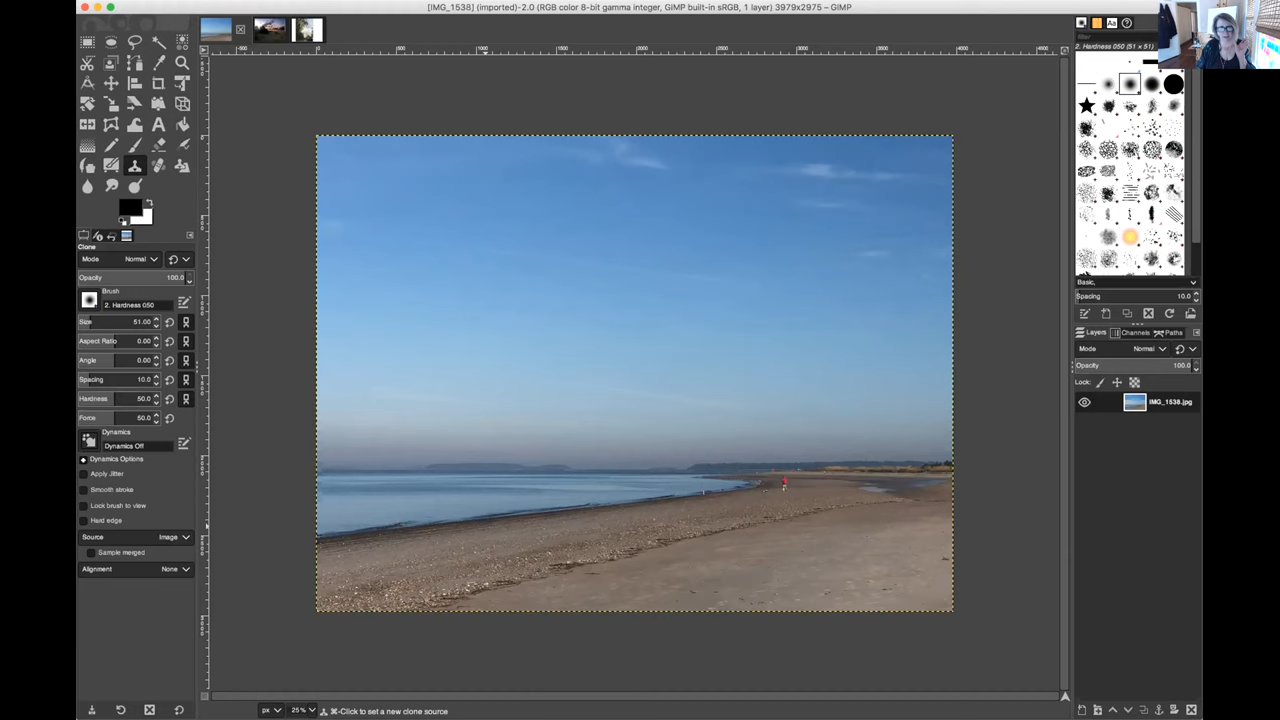 [IMG_1538] (imported)-2.0 (RGB color 8-bit gamma integer, GIMP built-in sRGB, 1 layer) 3979x2975 – GIMP
2. Hardness 050 (51 × 51)
Clone
Mode Normal
Opacity 100.0
Brush
2. Hardness 050
Size 51.00
Aspect Ratio 0.00
Angle 0.00
Spacing 10.0
Hardness 50.0
Force 50.0
Dynamics
Dynamics Off
Dynamics Options
Apply Jitter
Smooth stroke
Lock brush to view
Hard edge
Source Image
Sample merged
Alignment None
Basic,
Spacing 10.0
Layers Channels Paths
Mode Normal
Opacity 100.0
Lock:
IMG_1538.jpg
px 25% ⌘-Click to set a new clone source